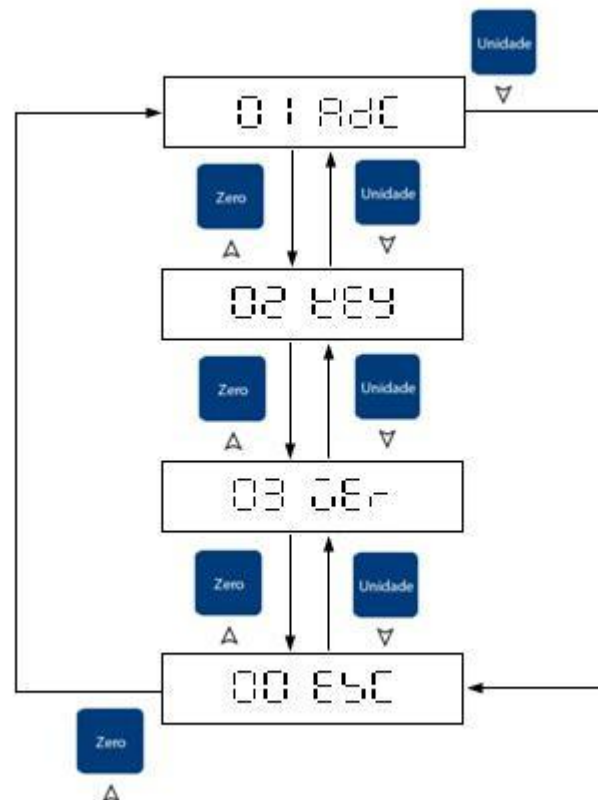 Unidade
01 AdC
Zero
Unidade
02 KEY
Zero
Unidade
03 VEr
Zero
Unidade
00 ESC
Zero